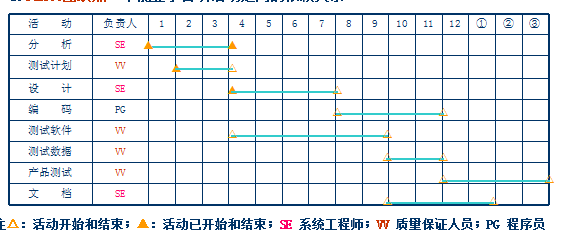 活 动 负责人 1 2 3 4 5 6 7 8 9 10 11 12 ① ② ③
分 析 SE
测试计划 VV
设 计 SE
编 码 PG
测试软件 VV
测试数据 VV
产品测试 VV
文 档 SE
注△:活动开始和结束;▲:活动已开始和结束;SE 系统工程师;VV 质量保证人员;PG 程序员